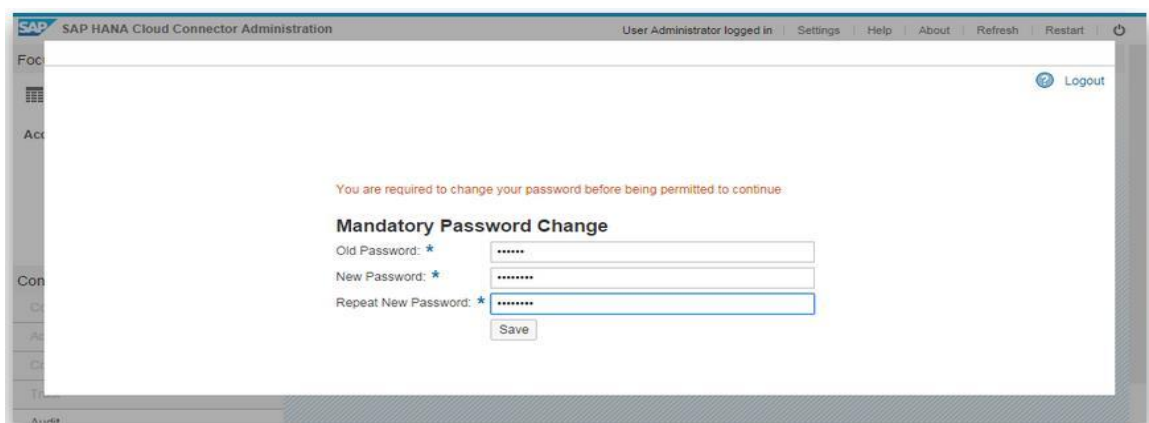 SAP SAP HANA Cloud Connector Administration User Administrator logged in Settings Help About Refresh Restart
Logout
You are required to change your password before being permitted to continue
Mandatory Password Change
Old Password: * ••••••
New Password: * ••••••••
Repeat New Password: * ••••••••
Save
Audit